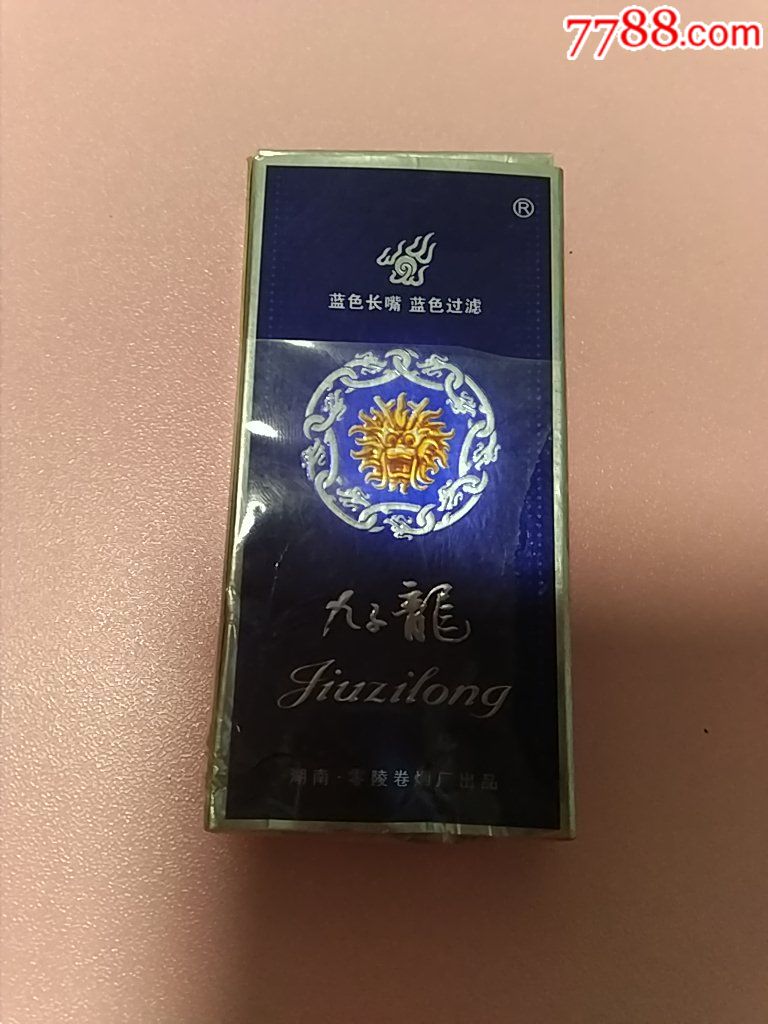 7788.com
®
蓝色长嘴 蓝色过滤
九子龍
Jiuzilong
湖南·零陵卷烟厂出品